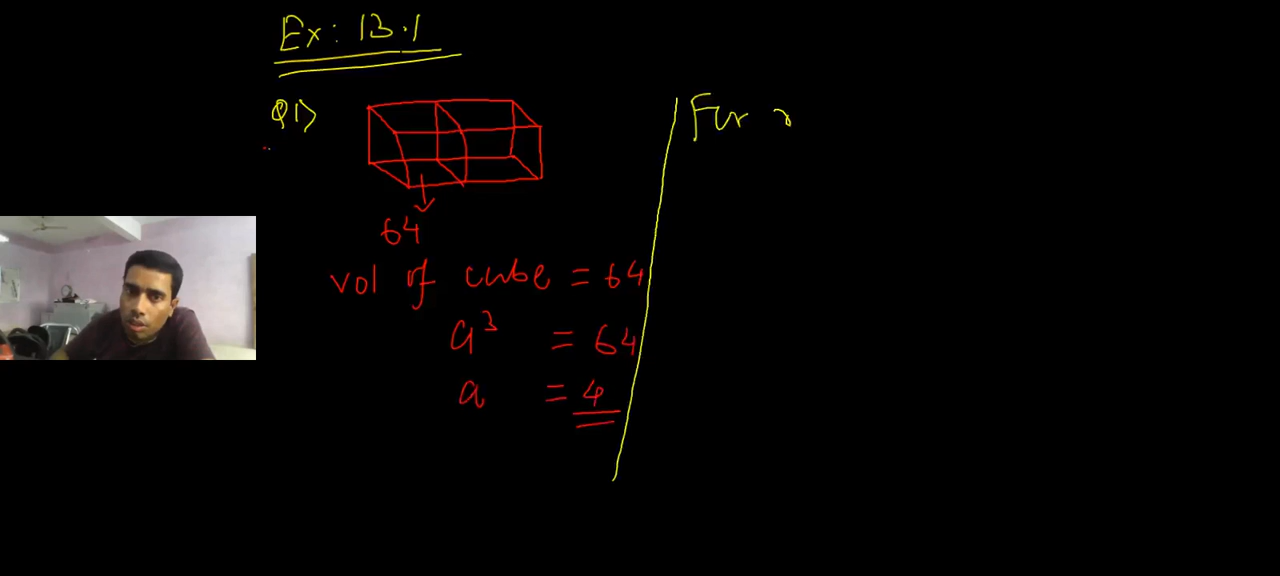 Ex: 13.1
Q1>
64
vol of cube = 64
a³ = 64
a = 4
For